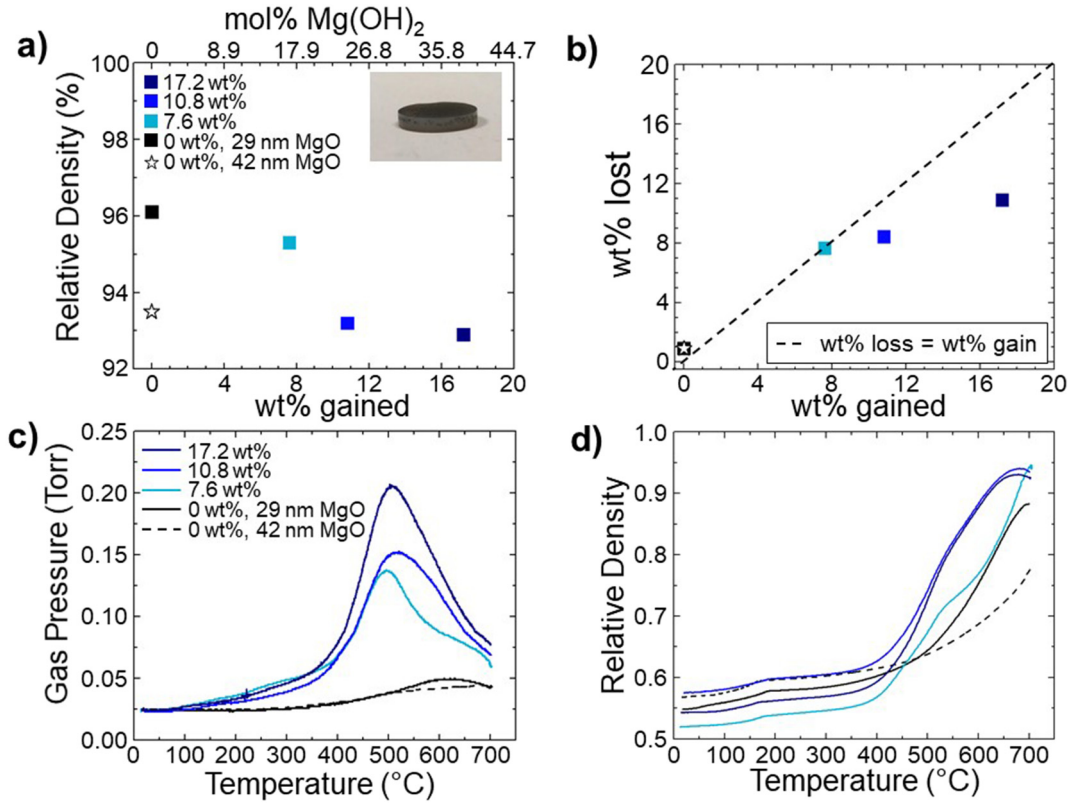 mol% Mg(OH)2
a)
0 8.9 17.9 26.8 35.8 44.7
100
98
96
94
92
Relative Density (%)
17.2 wt%
10.8 wt%
7.6 wt%
0 wt%, 29 nm MgO
0 wt%, 42 nm MgO
0 4 8 12 16 20
wt% gained
b)
20
16
12
8
4
0
wt% lost
wt% loss = wt% gain
0 4 8 12 16 20
wt% gained
c)
0.25
0.20
0.15
0.10
0.05
0.00
Gas Pressure (Torr)
17.2 wt%
10.8 wt%
7.6 wt%
0 wt%, 29 nm MgO
0 wt%, 42 nm MgO
0 100 200 300 400 500 600 700
Temperature (°C)
d)
1.0
0.9
0.8
0.7
0.6
0.5
Relative Density
0 100 200 300 400 500 600 700
Temperature (°C)